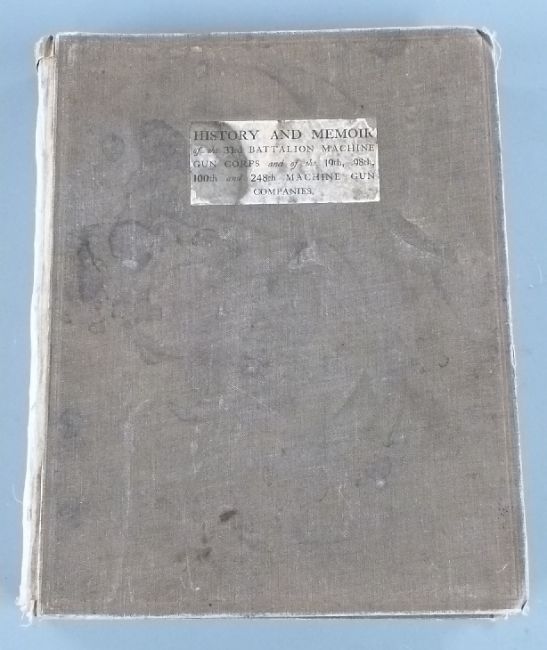 HISTORY AND MEMOIR
of the 33rd BATTALION MACHINE
GUN CORPS and of the 19th, 98th,
100th and 248th MACHINE GUN
COMPANIES.